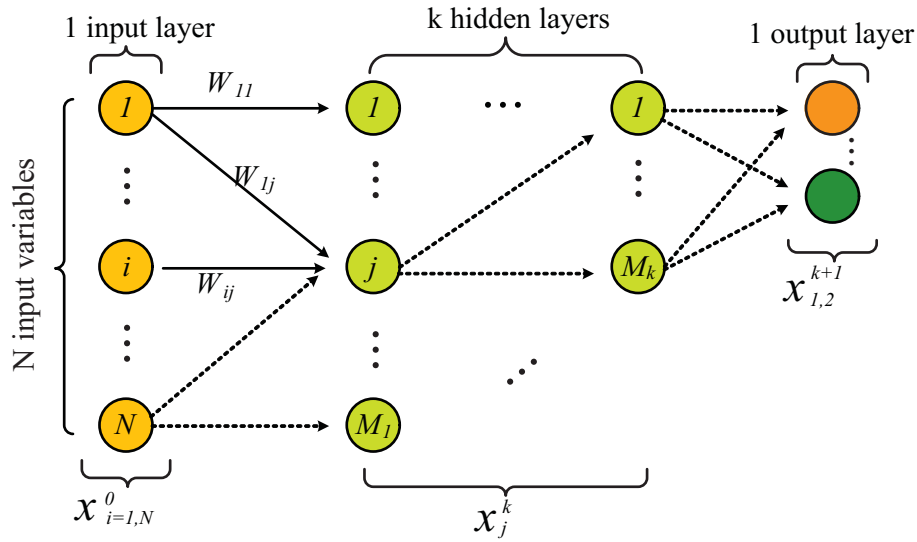 k hidden layers
1 input layer
1 output layer
N input variables
W11
W1j
Wij
1
i
N
1
j
M1
...
1
Mk
x^0_{i=1,N}
x^k_j
x^{k+1}_{1,2}